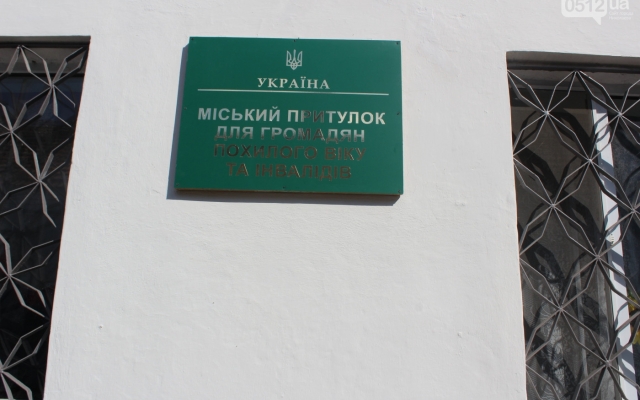 0512.ua
УКРАЇНА
МІСЬКИЙ ПРИТУЛОК
ДЛЯ ГРОМАДЯН
ПОХИЛОГО ВІКУ
ТА ІНВАЛІДІВ